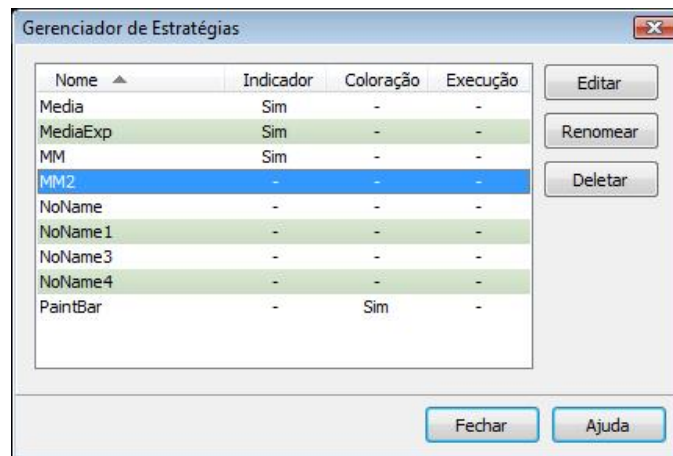 Gerenciador de Estratégias
Nome Indicador Coloração Execução
Media Sim - -
MediaExp Sim - -
MM Sim - -
MM2 - - -
NoName - - -
NoName1 - - -
NoName3 - - -
NoName4 - - -
PaintBar - Sim -
Editar
Renomear
Deletar
Fechar Ajuda